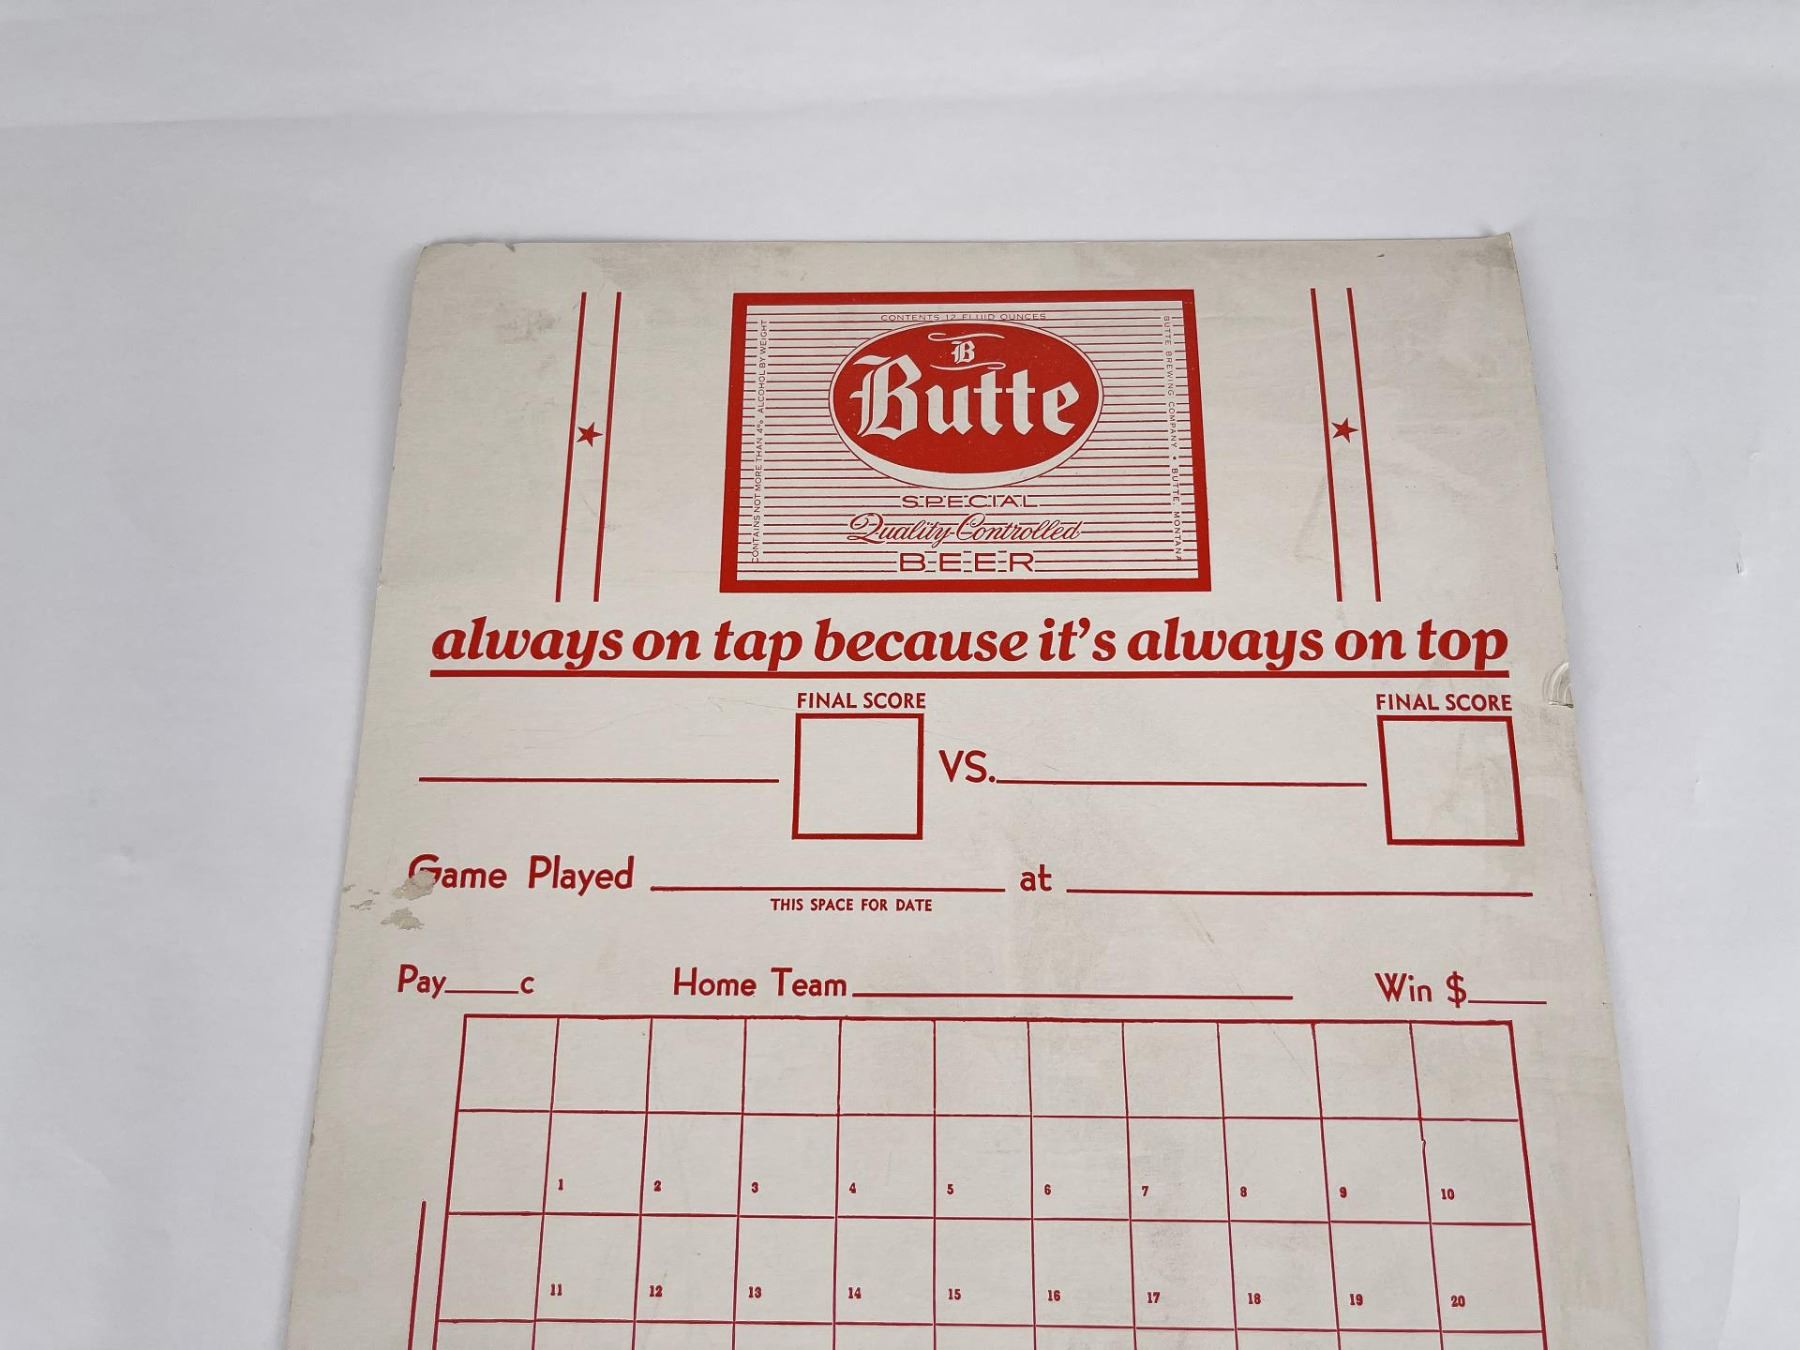 CONTENTS 12 FLUID OUNCES
CONTAINS NOT MORE THAN 4% ALCOHOL BY WEIGHT
BUTTE BREWING COMPANY • BUTTE, MONTANA
B
Butte
SPECIAL
Quality-Controlled
BEER
always on tap because it's always on top
FINAL SCORE FINAL SCORE
VS.
Game Played at
THIS SPACE FOR DATE
Pay c Home Team Win $
1 2 3 4 5 6 7 8 9 10
11 12 13 14 15 16 17 18 19 20